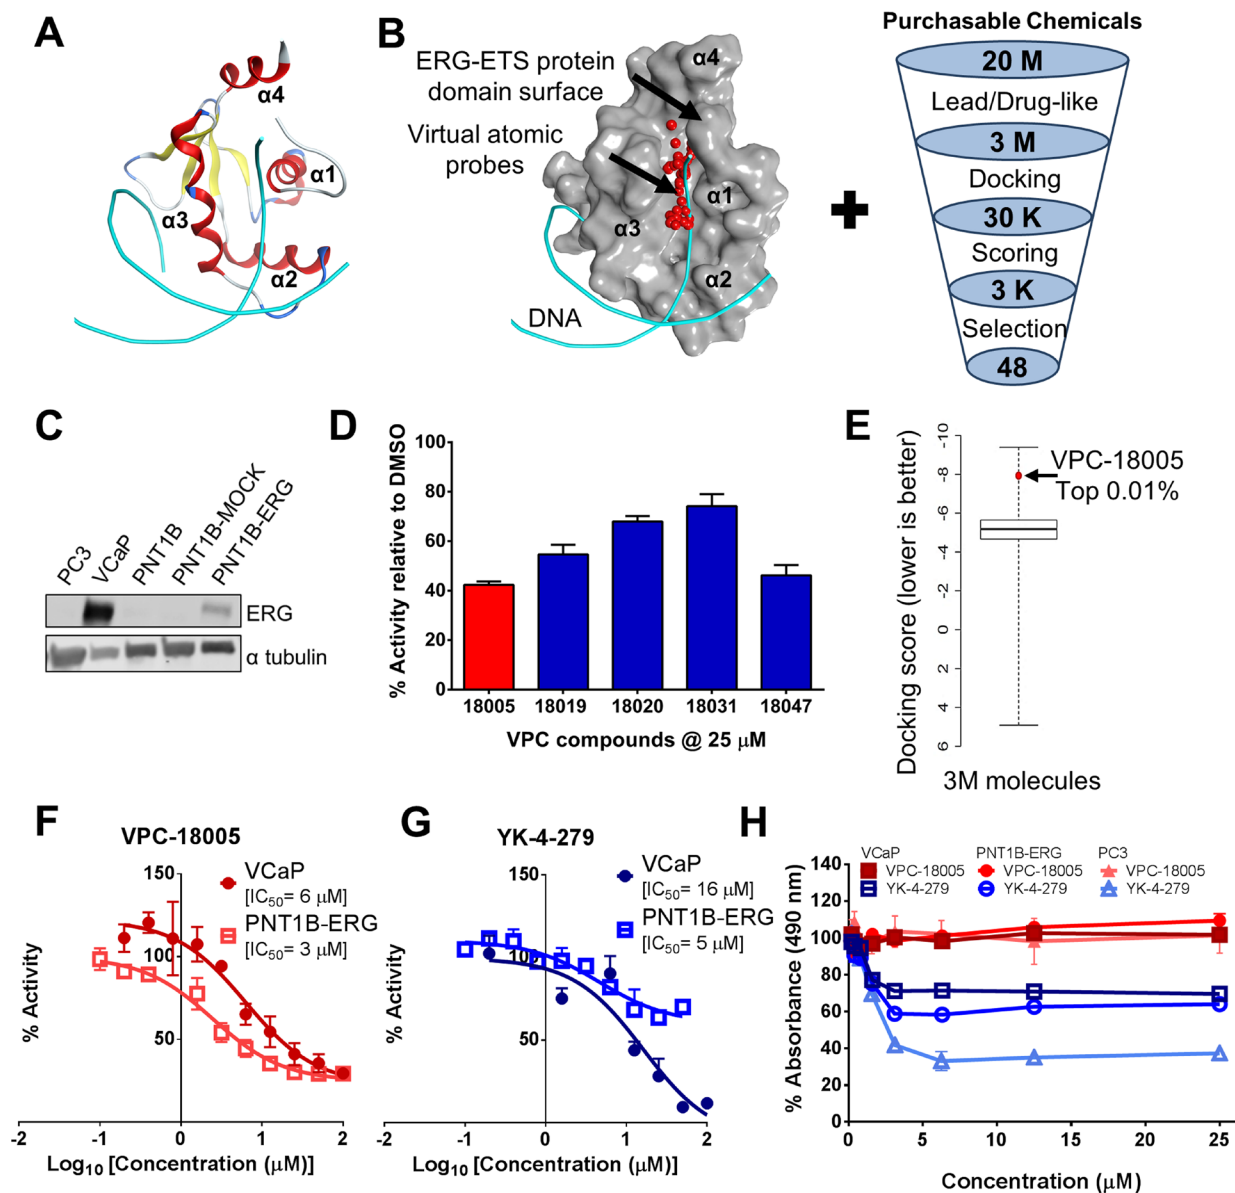 A
α4
α1
α3
α2
B
ERG-ETS protein
domain surface
Virtual atomic
probes
α4
α1
α3
α2
DNA
Purchasable Chemicals
20 M
Lead/Drug-like
3 M
Docking
30 K
Scoring
3 K
Selection
48
C
PC3
VCaP
PNT1B
PNT1B-MOCK
PNT1B-ERG
ERG
α tubulin
D
% Activity relative to DMSO
100
80
60
40
20
0
18005 18019 18020 18031 18047
VPC compounds @ 25 µM
E
Docking score (lower is better)
-10
-8
-6
-4
-2
0
2
4
6
VPC-18005
Top 0.01%
3M molecules
F
VPC-18005
% Activity
150
100
50
VCaP
[IC50= 6 µM]
PNT1B-ERG
[IC50= 3 µM]
-2 -1 0 1 2
Log10 [Concentration (µM)]
G
YK-4-279
% Activity
150
100
50
VCaP
[IC50= 16 µM]
PNT1B-ERG
[IC50= 5 µM]
-2 -1 0 1 2
Log10 [Concentration (µM)]
H
VCaP PNT1B-ERG PC3
VPC-18005 VPC-18005 VPC-18005
YK-4-279 YK-4-279 YK-4-279
% Absorbance (490 nm)
140
120
100
80
60
40
20
0
0 5 10 15 20 25
Concentration (µM)